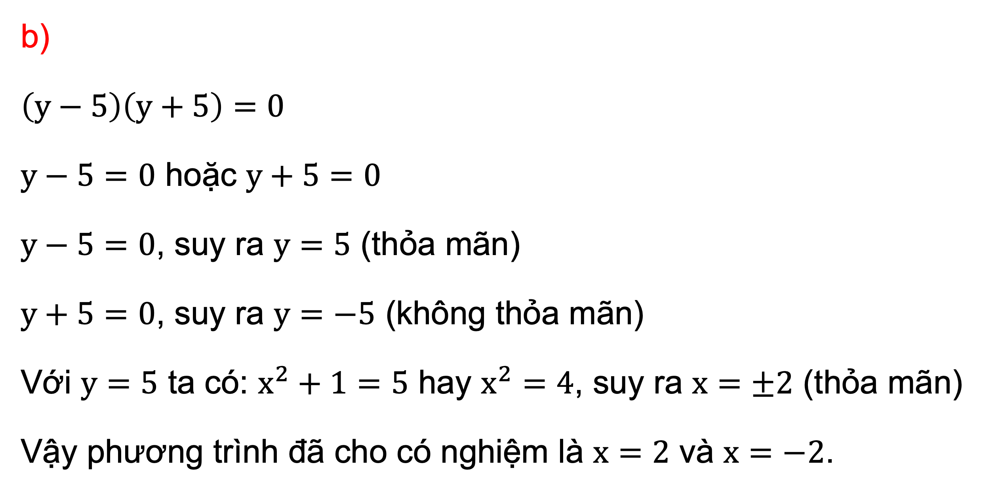 b)
(y − 5)(y + 5) = 0
y − 5 = 0 hoặc y + 5 = 0
y − 5 = 0, suy ra y = 5 (thỏa mãn)
y + 5 = 0, suy ra y = −5 (không thỏa mãn)
Với y = 5 ta có: x² + 1 = 5 hay x² = 4, suy ra x = ±2 (thỏa mãn)
Vậy phương trình đã cho có nghiệm là x = 2 và x = −2.